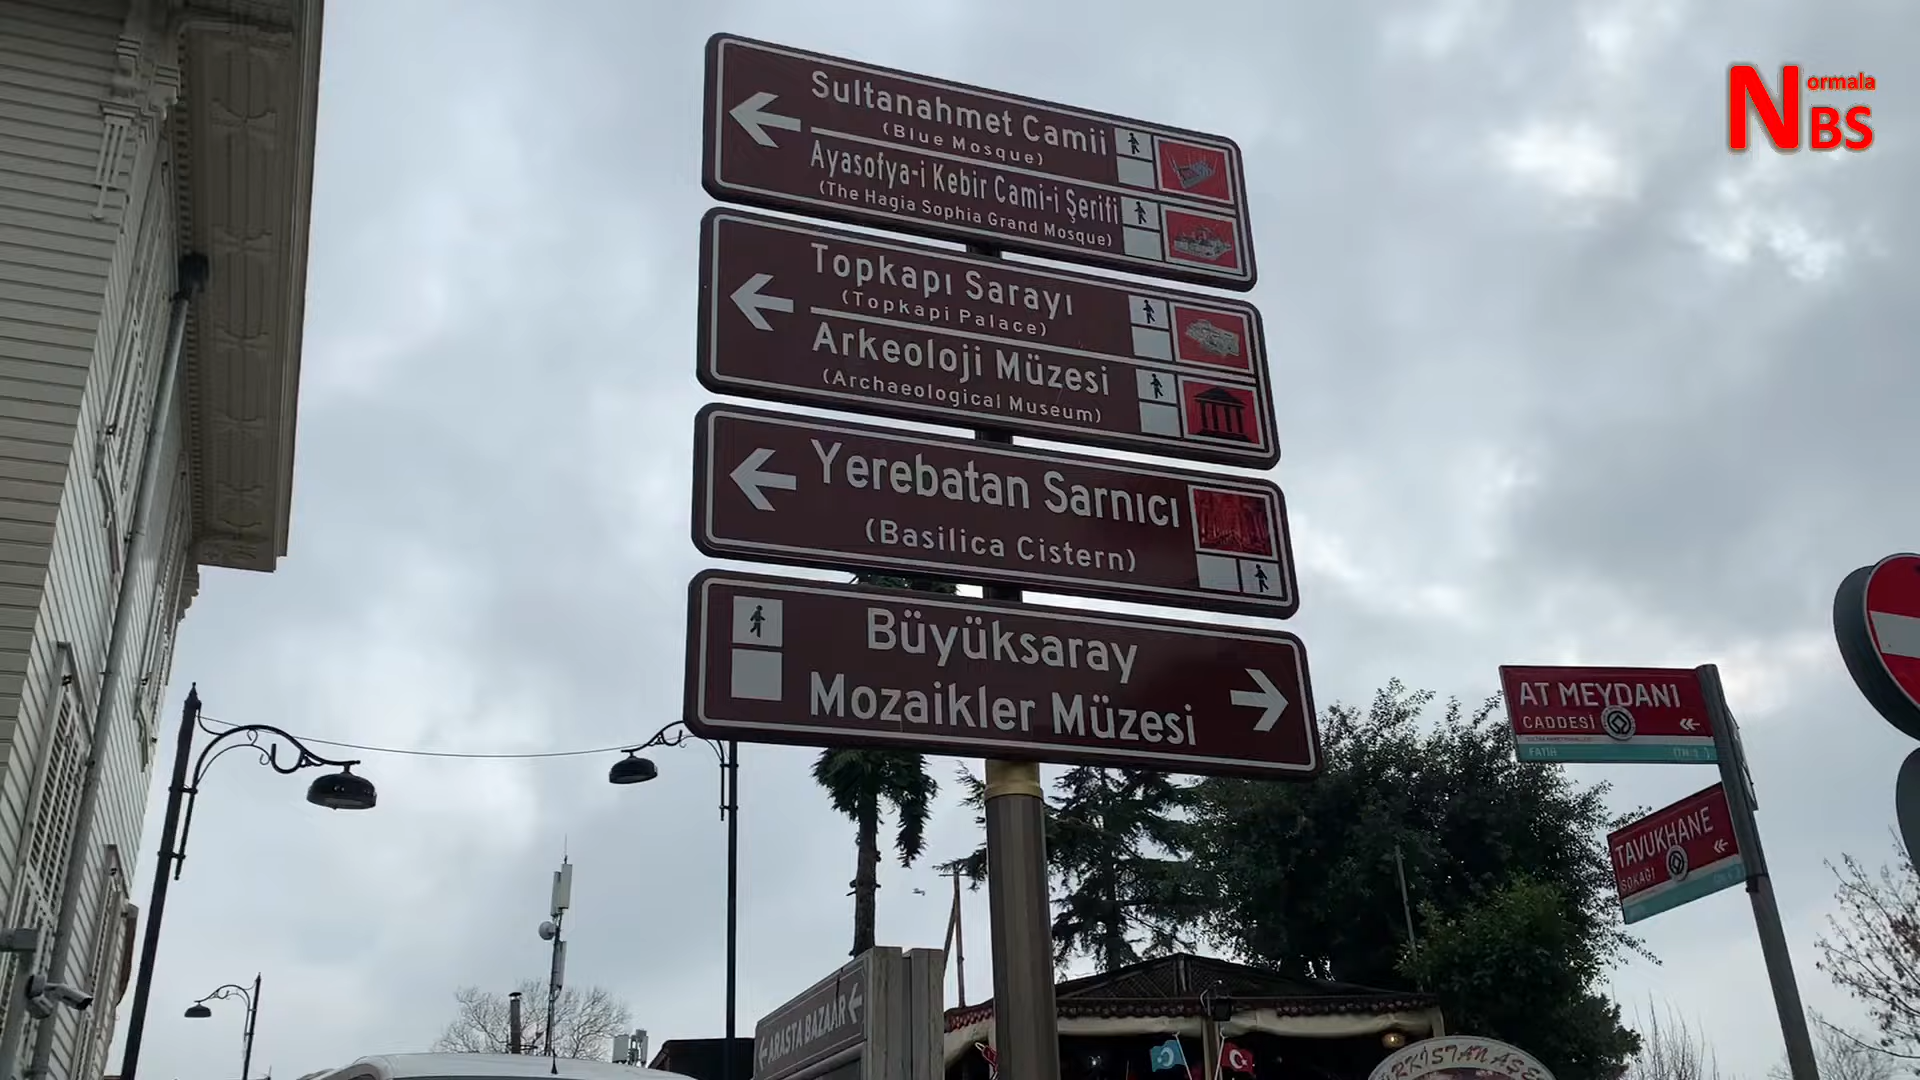 Normala
NBS
Sultanahmet Camii
(Blue Mosque)
Ayasofya-i Kebir Cami-i Şerifi
(The Hagia Sophia Grand Mosque)
Topkapı Sarayı
(Topkapi Palace)
Arkeoloji Müzesi
(Archaeological Museum)
Yerebatan Sarnıcı
(Basilica Cistern)
Büyüksaray
Mozaikler Müzesi
AT MEYDANI
CADDESİ
FATİH
TAVUKHANE
SOKAĞI
ARASTA BAZAAR